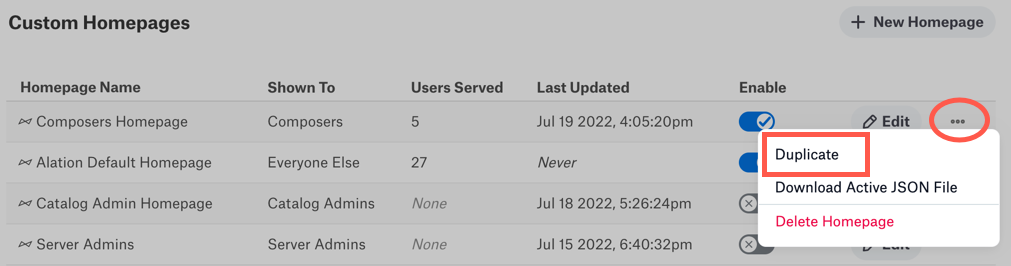 Custom Homepages
+ New Homepage
Homepage Name Shown To Users Served Last Updated Enable
Composers Homepage Composers 5 Jul 19 2022, 4:05:20pm Edit •••
Alation Default Homepage Everyone Else 27 Never
Duplicate
Catalog Admin Homepage Catalog Admins None Jul 18 2022, 5:26:24pm
Download Active JSON File
Server Admins Server Admins None Jul 15 2022, 6:40:32pm Edit
Delete Homepage